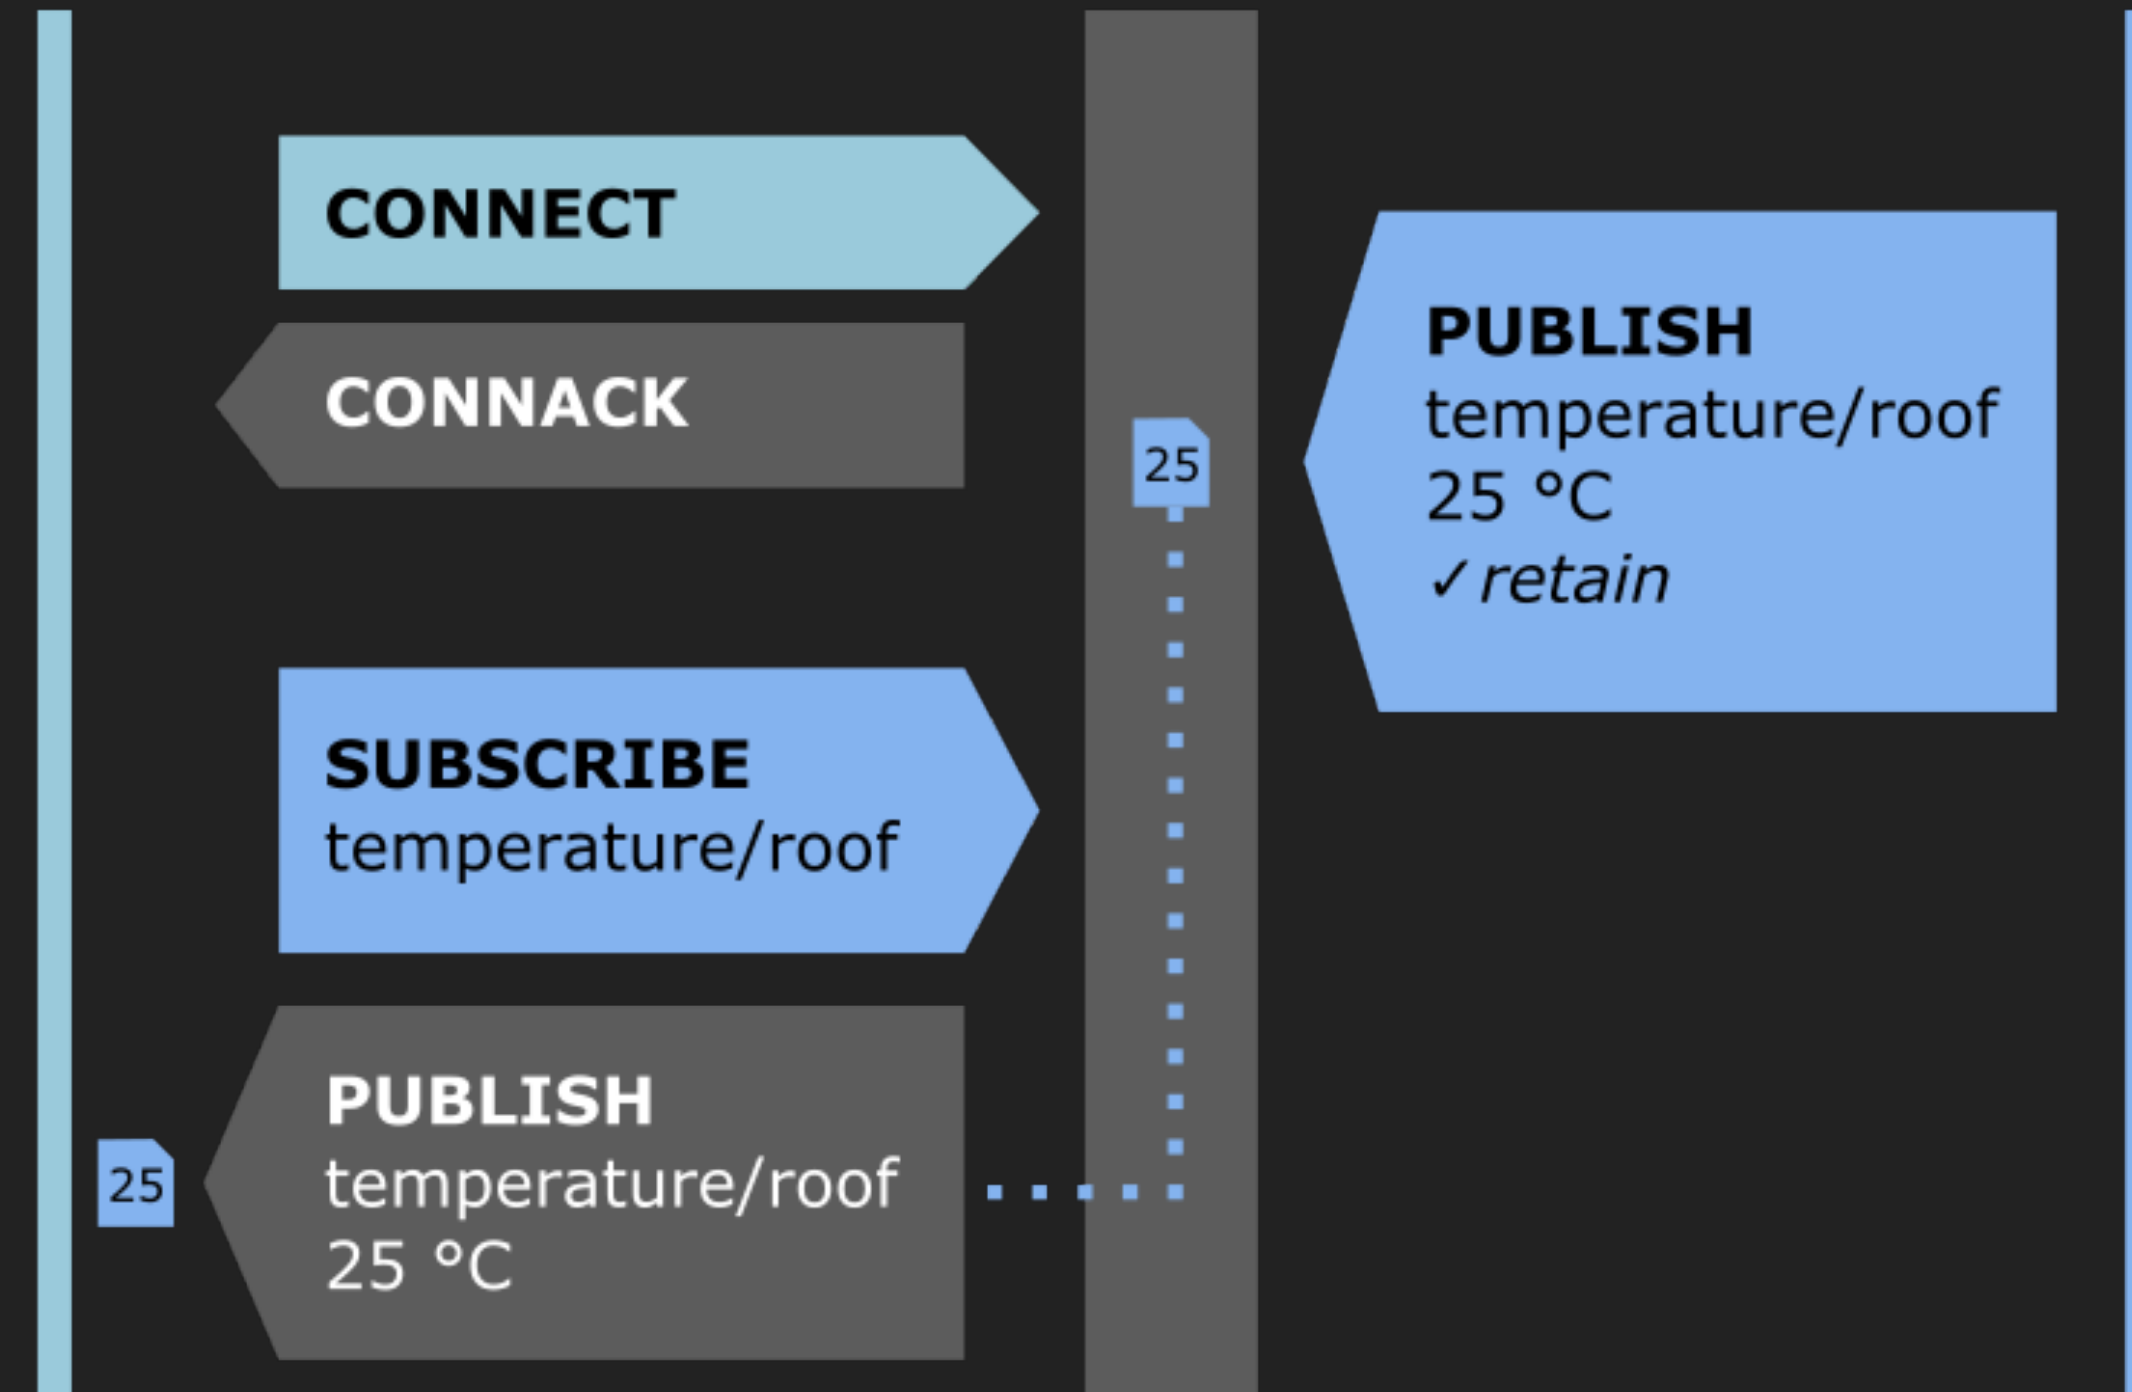 CONNECT
CONNACK
25
PUBLISH
temperature/roof
25 °C
✓retain
SUBSCRIBE
temperature/roof
PUBLISH
temperature/roof
25 °C
25